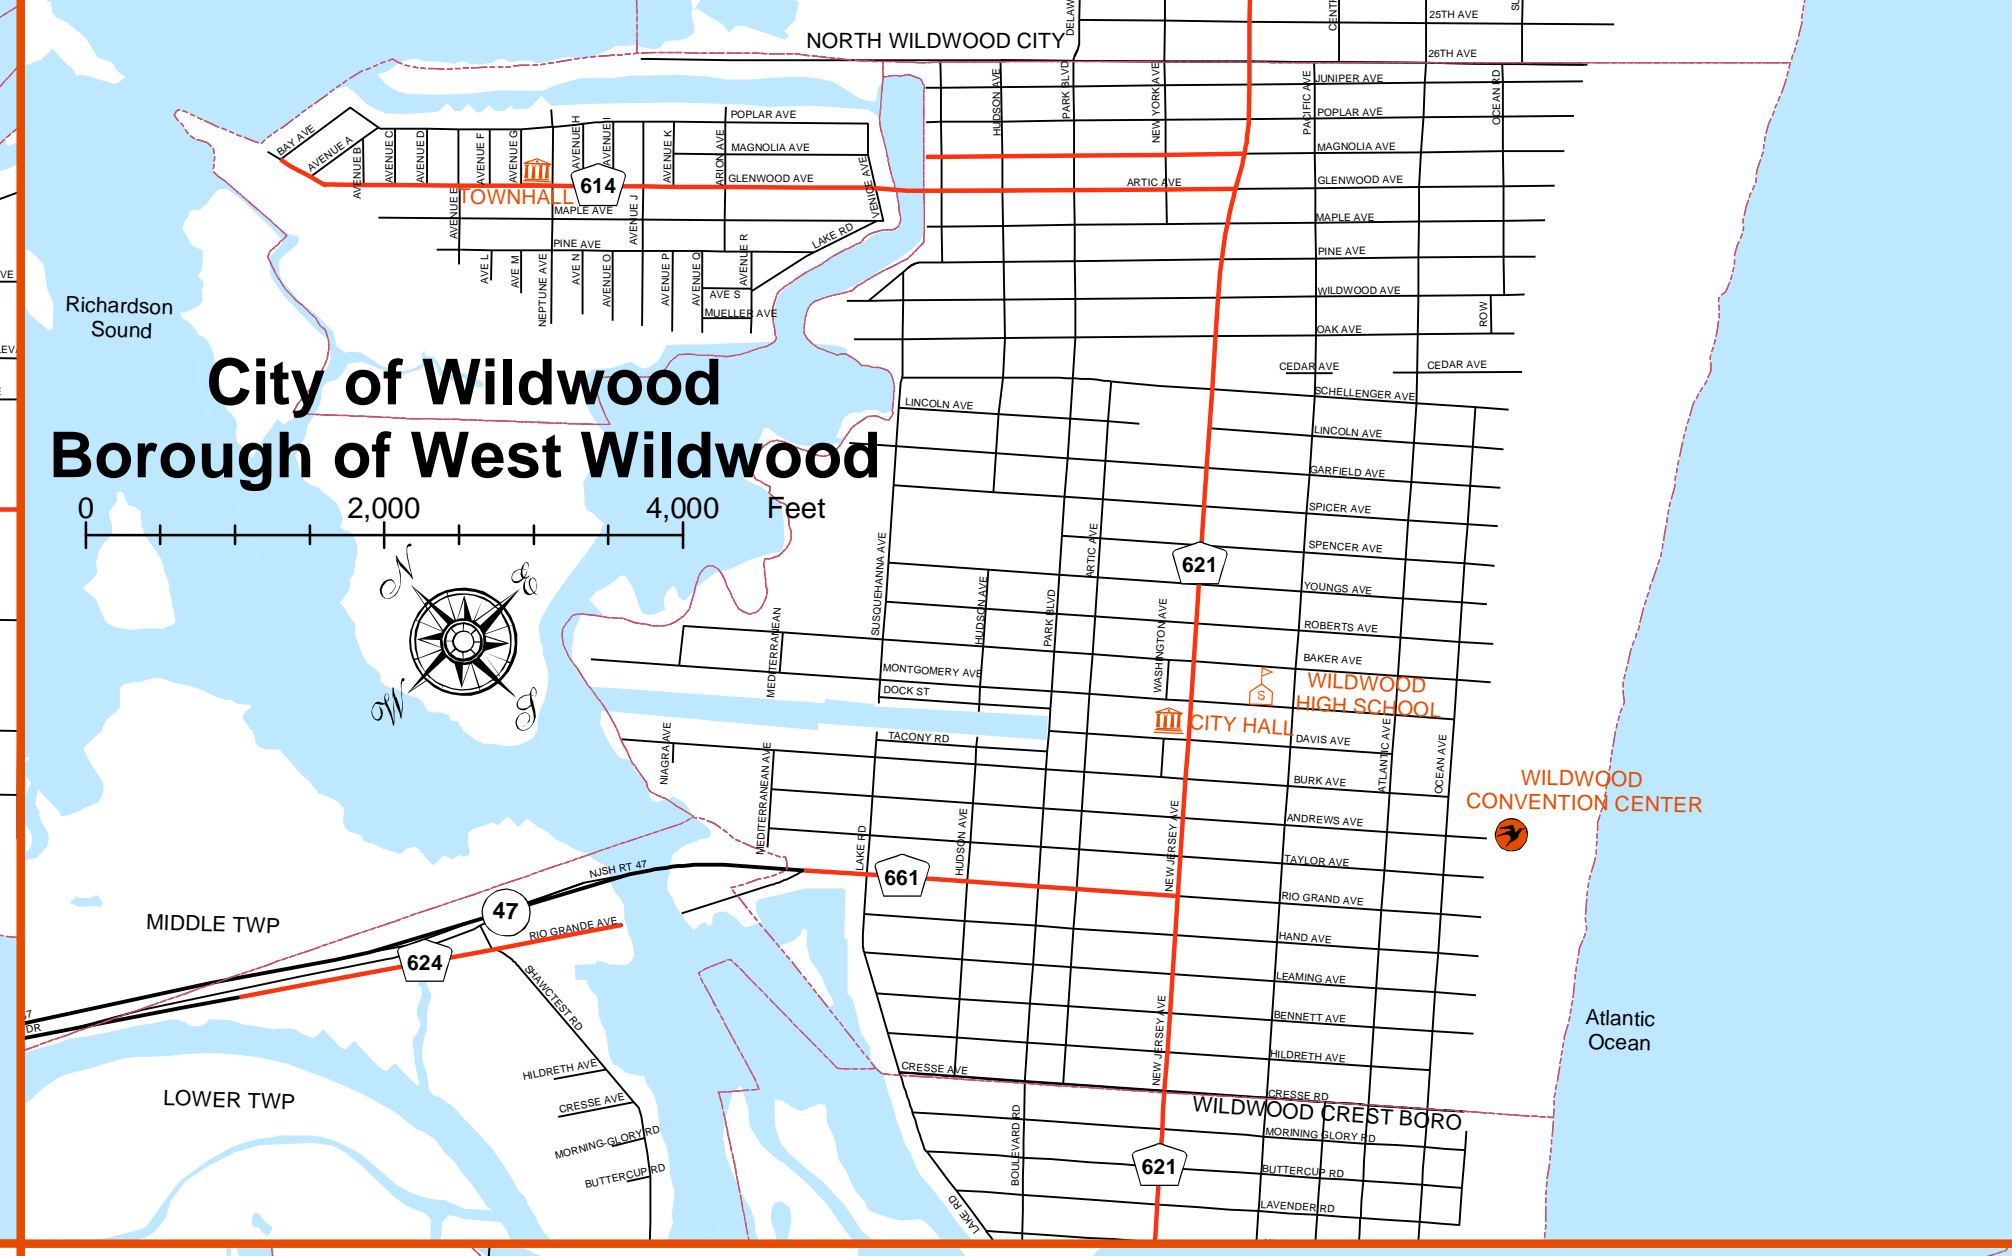 25TH AVE
NORTH WILDWOOD CITY
26TH AVE
JUNIPER AVE
POPLAR AVE
MAGNOLIA AVE
GLENWOOD AVE
MAPLE AVE
PINE AVE
WILDWOOD AVE
OAK AVE
CEDAR AVE
CEDAR AVE
SCHELLENGER AVE
LINCOLN AVE
LINCOLN AVE
GARFIELD AVE
SPICER AVE
SPENCER AVE
YOUNGS AVE
ROBERTS AVE
BAKER AVE
HUDSON AVE
PARK BLVD
NEW YORK AVE
PACIFIC AVE
OCEAN RD
ROW
ARTIC AVE
BAY AVE
AVENUE A
AVENUE B
AVENUE C
AVENUE D
AVENUE E
AVENUE F
AVENUE G
AVENUE H
AVENUE I
AVENUE J
AVENUE K
ARION AVE
VENICE AVE
POPLAR AVE
MAGNOLIA AVE
GLENWOOD AVE
TOWNHALL
614
MAPLE AVE
PINE AVE
LAKE RD
AVE L
AVE M
NEPTUNE AVE
AVE N
AVENUE O
AVENUE P
AVENUE Q
AVENUE R
AVE S
MUELLER AVE
Richardson
Sound
City of Wildwood
Borough of West Wildwood
0 2,000 4,000 Feet
N
E
W
S
SUSQUEHANNA AVE
HUDSON AVE
PARK BLVD
ARTIC AVE
621
WASHINGTON AVE
MEDITERRANEAN
MONTGOMERY AVE
DOCK ST
TACONY RD
NIAGRA AVE
MEDITERRANEAN AVE
S
WILDWOOD
HIGH SCHOOL
CITY HALL
DAVIS AVE
ATLANTIC AVE
OCEAN AVE
BURK AVE
WILDWOOD
CONVENTION CENTER
ANDREWS AVE
TAYLOR AVE
RIO GRAND AVE
LAKE RD
HUDSON AVE
NEW JERSEY AVE
661
NJSH RT 47
47
RIO GRANDE AVE
624
MIDDLE TWP
SHAWCTEST RD
HAND AVE
LEAMING AVE
BENNETT AVE
HILDRETH AVE
NEW JERSEY AVE
Atlantic
Ocean
DR
LOWER TWP
HILDRETH AVE
CRESSE AVE
MORNING-GLORY RD
BUTTERCUP RD
CRESSE AVE
CRESSE RD
WILDWOOD CREST BORO
MORINING GLORY RD
BUTTERCUP RD
LAVENDER RD
BOULEVARD RD
621
LAKE RD